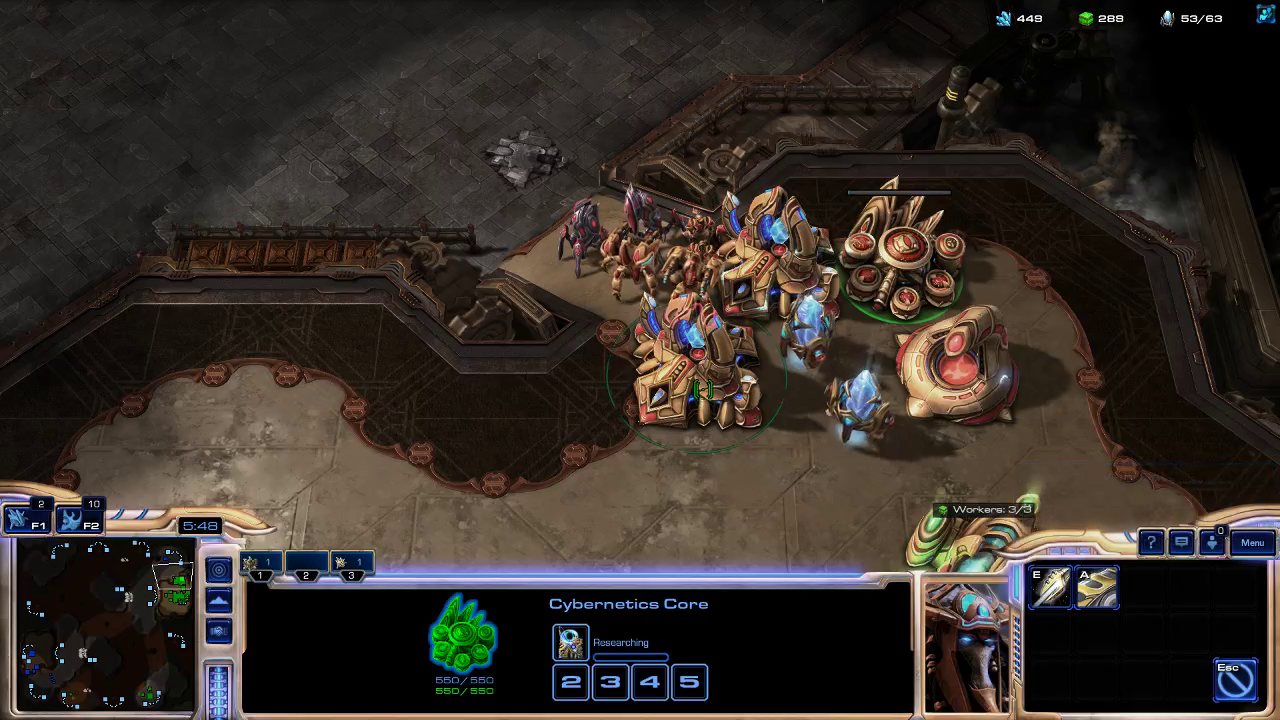 449 289 53/63
Workers: 3/3
2 10
F1 F2
5:48
0
? Menu
1 1
1 2 3
E A
Cybernetics Core
Researching
550/550
550/550
2 3 4 5
Esc